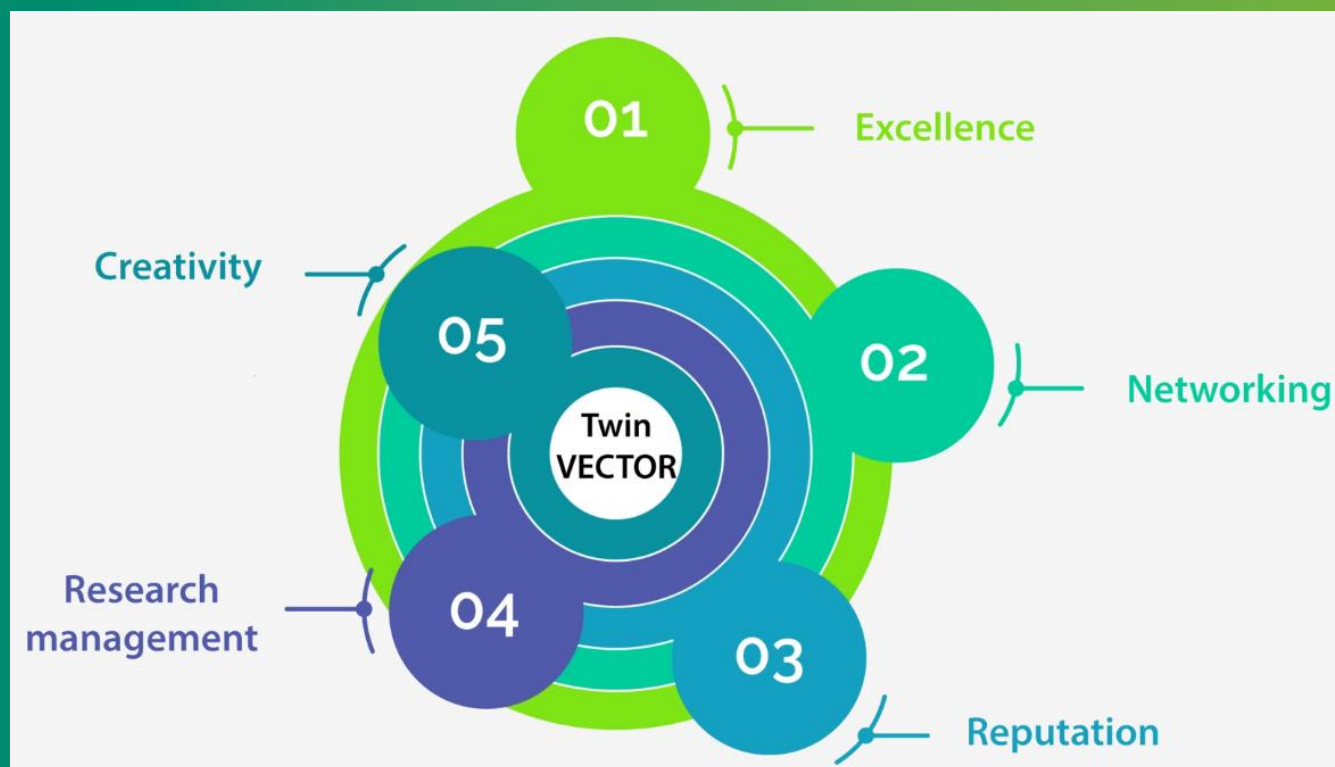 01
Excellence
Creativity
05
02
Networking
Twin
VECTOR
Research
management
04
03
Reputation